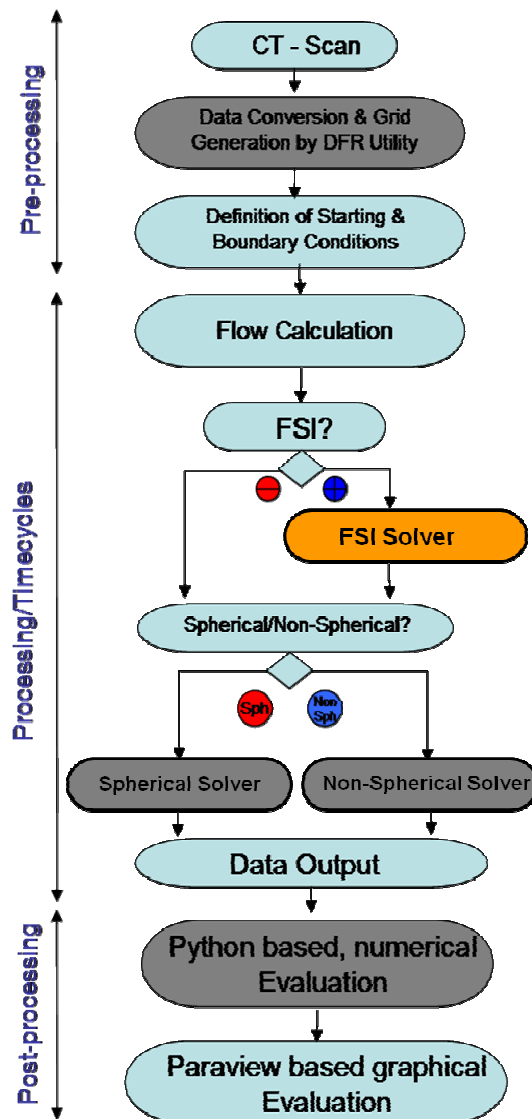 Pre-processing
CT - Scan
Data Conversion & Grid
Generation by DFR Utility
Definition of Starting &
Boundary Conditions
Processing/Timecycles
Flow Calculation
FSI?
FSI Solver
Spherical/Non-Spherical?
Sph
Non
Sph
Spherical Solver
Non-Spherical Solver
Data Output
Post-processing
Python based, numerical
Evaluation
Paraview based graphical
Evaluation